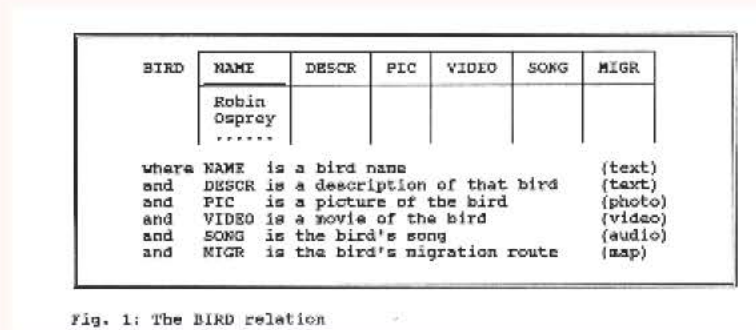 BIRD NAME DESCR PIC VIDEO SONG MIGR
Robin
Osprey
......
where NAME is a bird name (text)
and DESCR is a description of that bird (text)
and PIC is a picture of the bird (photo)
and VIDEO is a movie of the bird (video)
and SONG is the bird's song (audio)
and MIGR is the bird's migration route (map)
Fig. 1: The BIRD relation